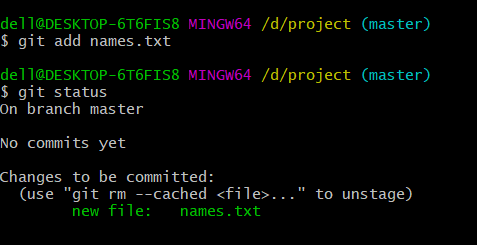 dell@DESKTOP-6T6FIS8 MINGW64 /d/project (master)
$ git add names.txt
dell@DESKTOP-6T6FIS8 MINGW64 /d/project (master)
$ git status
On branch master
No commits yet
Changes to be committed:
  (use "git rm --cached <file>..." to unstage)
        new file:   names.txt